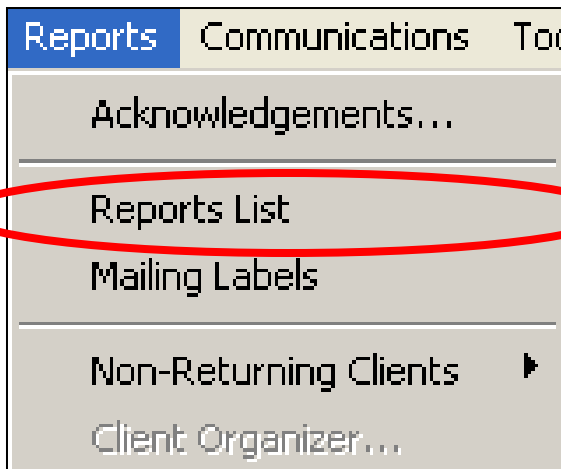 Reports Communications
Acknowledgements...
Reports List
Mailing Labels
Non-Returning Clients
Client Organizer...